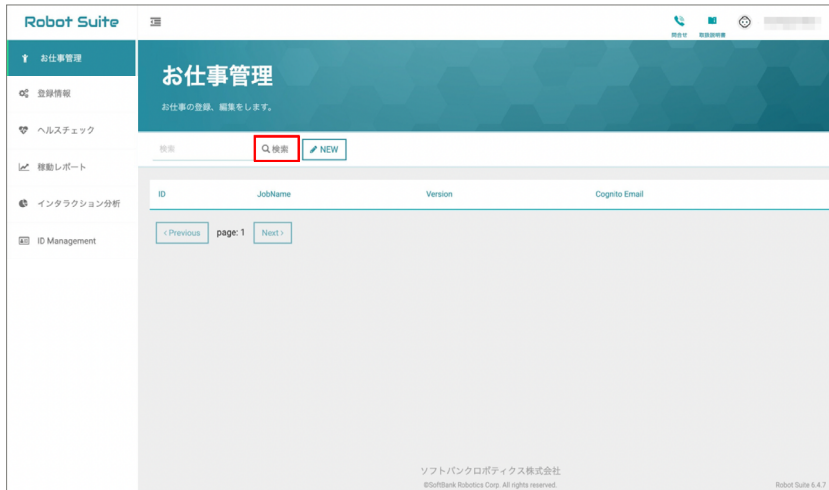 Robot Suite
問合せ 取扱説明書
お仕事管理
登録情報
ヘルスチェック
稼動レポート
インタラクション分析
ID Management
お仕事管理
お仕事の登録、編集をします。
検索 検索 NEW
ID JobName Version Cognito Email
< Previous page: 1 Next >
ソフトバンクロボティクス株式会社
©SoftBank Robotics Corp. All rights reserved.
Robot Suite 6.4.7